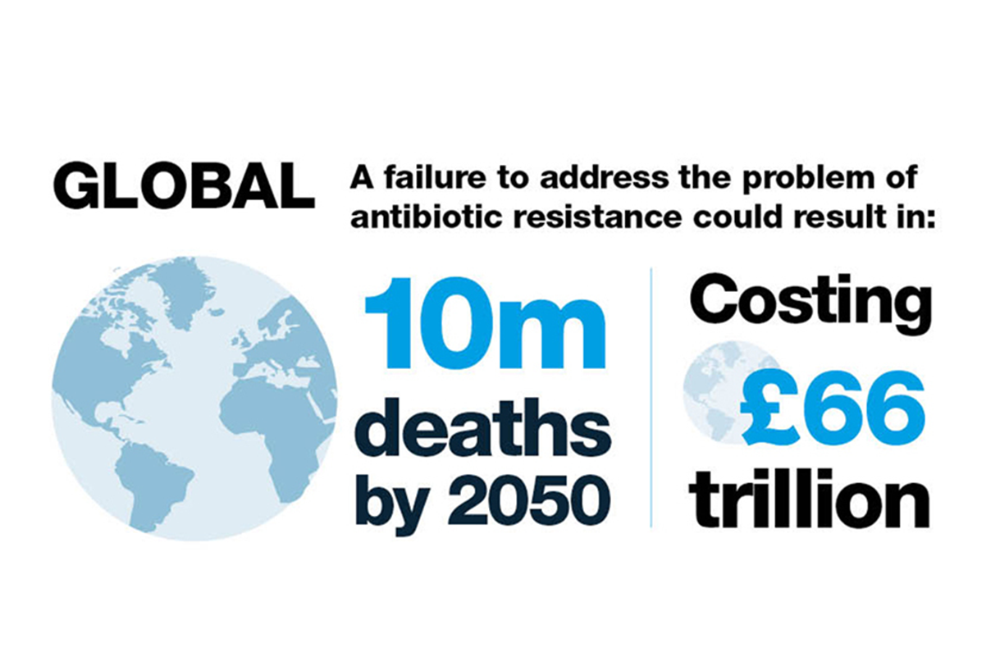 GLOBAL
A failure to address the problem of
antibiotic resistance could result in:
10m
deaths
by 2050
Costing
£66
trillion